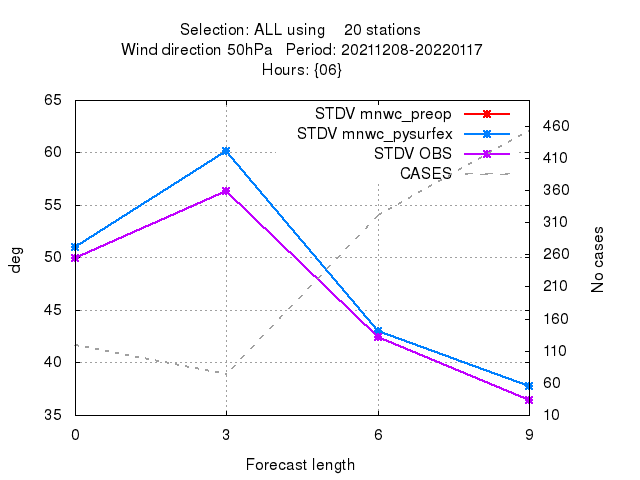 Selection: ALL using    20 stations
Wind direction 50hPa   Period: 20211208-20220117
Hours: {06}
65
60
55
50
45
40
35
deg
STDV mnwc_preop
STDV mnwc_pysurfex
STDV OBS
CASES
460
410
360
310
260
210
160
110
60
10
No cases
0 3 6 9
Forecast length